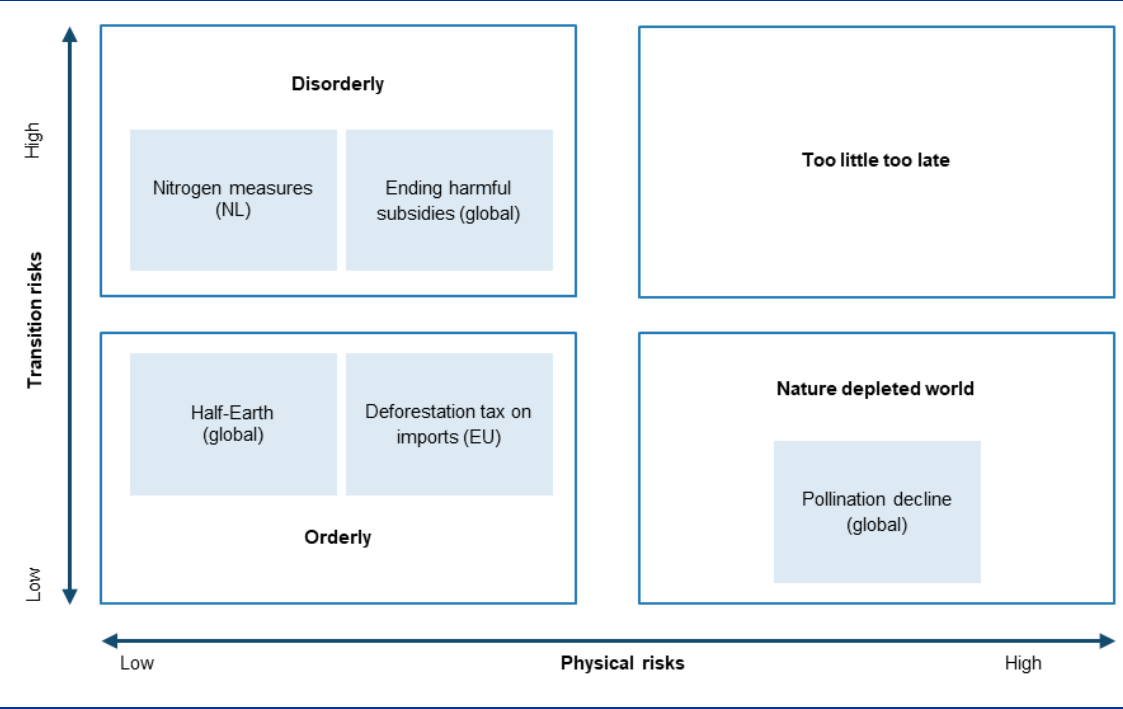 Disorderly
Nitrogen measures
(NL)
Ending harmful
subsidies (global)
Too little too late
High
Transition risks
Low
Half-Earth
(global)
Deforestation tax on
imports (EU)
Orderly
Nature depleted world
Pollination decline
(global)
Low
Physical risks
High